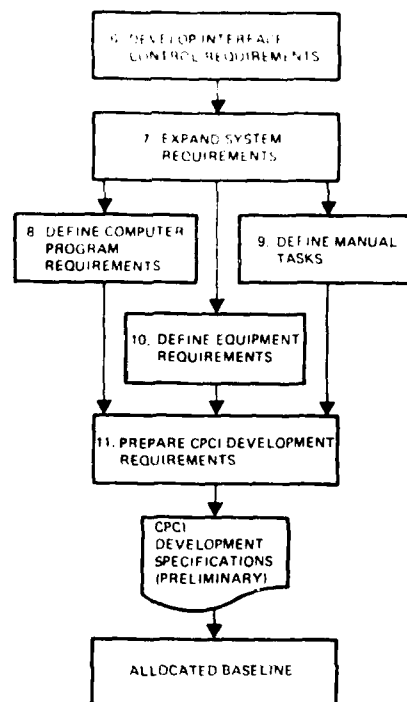 6. DEVELOP INTERFACE
CONTROL REQUIREMENTS
7. EXPAND SYSTEM
REQUIREMENTS
8. DEFINE COMPUTER
PROGRAM
REQUIREMENTS
9. DEFINE MANUAL
TASKS
10. DEFINE EQUIPMENT
REQUIREMENTS
11. PREPARE CPCI DEVELOPMENT
REQUIREMENTS
CPCI
DEVELOPMENT
SPECIFICATIONS
(PRELIMINARY)
ALLOCATED BASELINE